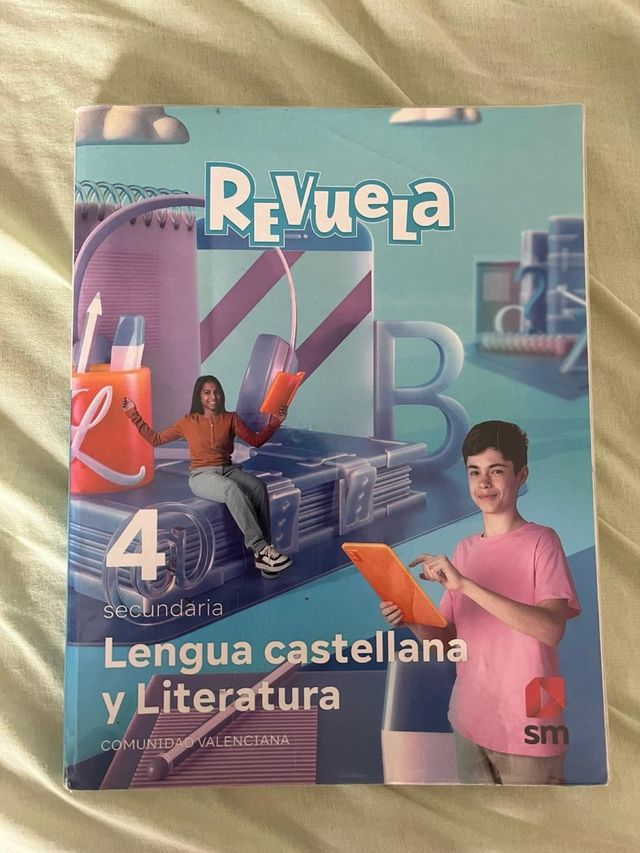 REVUELA
B
L
4
secundaria
Lengua castellana
y Literatura
COMUNIDAD VALENCIANA
sm